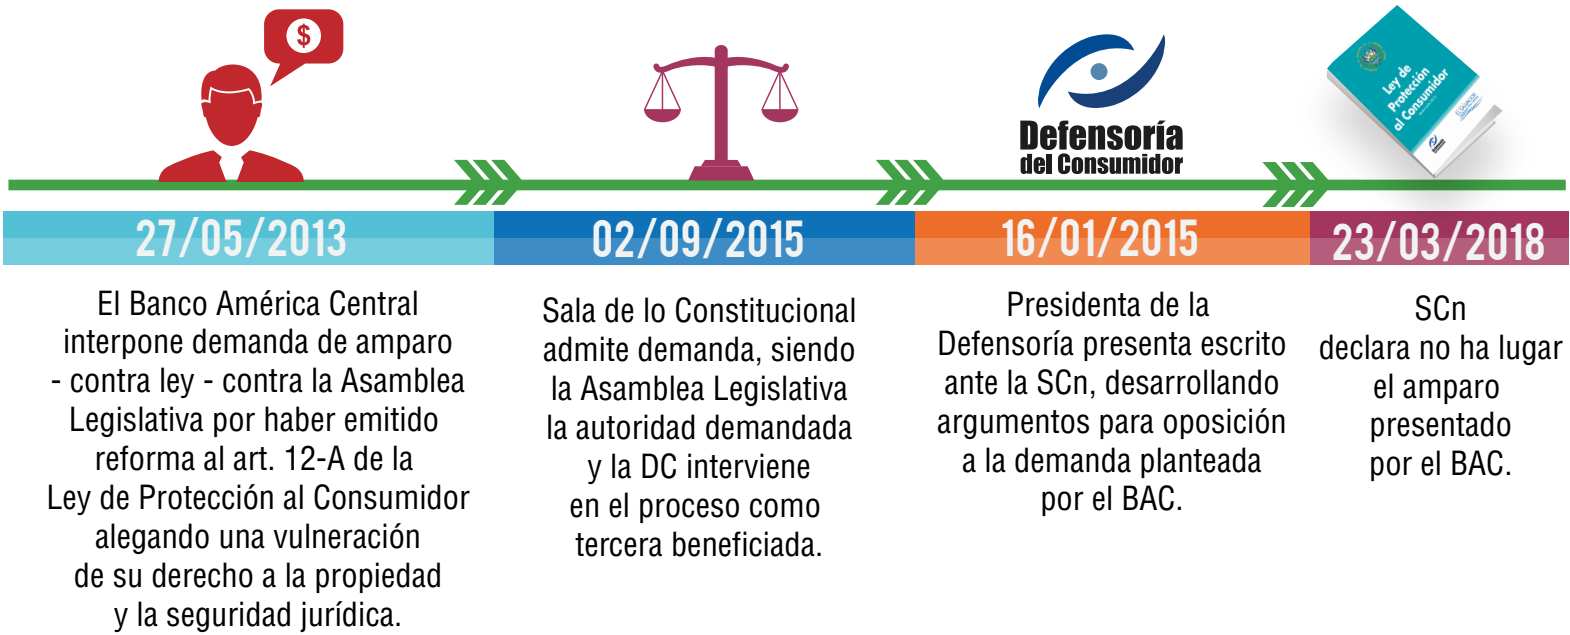 $
Defensoría
del Consumidor
Ley de
Protección
al Consumidor
27/05/2013
El Banco América Central
interpone demanda de amparo
- contra ley - contra la Asamblea
Legislativa por haber emitido
reforma al art. 12-A de la
Ley de Protección al Consumidor
alegando una vulneración
de su derecho a la propiedad
y la seguridad jurídica.
02/09/2015
Sala de lo Constitucional
admite demanda, siendo
la Asamblea Legislativa
la autoridad demandada
y la DC interviene
en el proceso como
tercera beneficiada.
16/01/2015
Presidenta de la
Defensoría presenta escrito
ante la SCn, desarrollando
argumentos para oposición
a la demanda planteada
por el BAC.
23/03/2018
SCn
declara no ha lugar
el amparo
presentado
por el BAC.